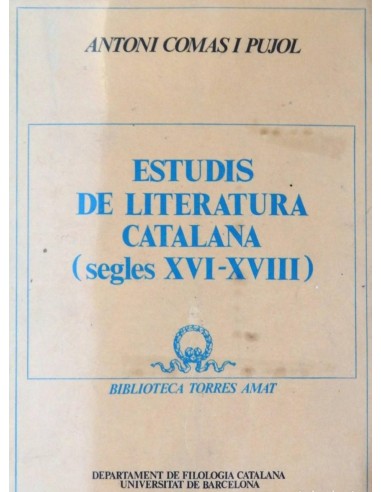 ANTONI COMAS I PUJOL
ESTUDIS
DE LITERATURA
CATALANA
(segles XVI-XVIII)
BIBLIOTECA TORRES AMAT
DEPARTAMENT DE FILOLOGIA CATALANA
UNIVERSITAT DE BARCELONA